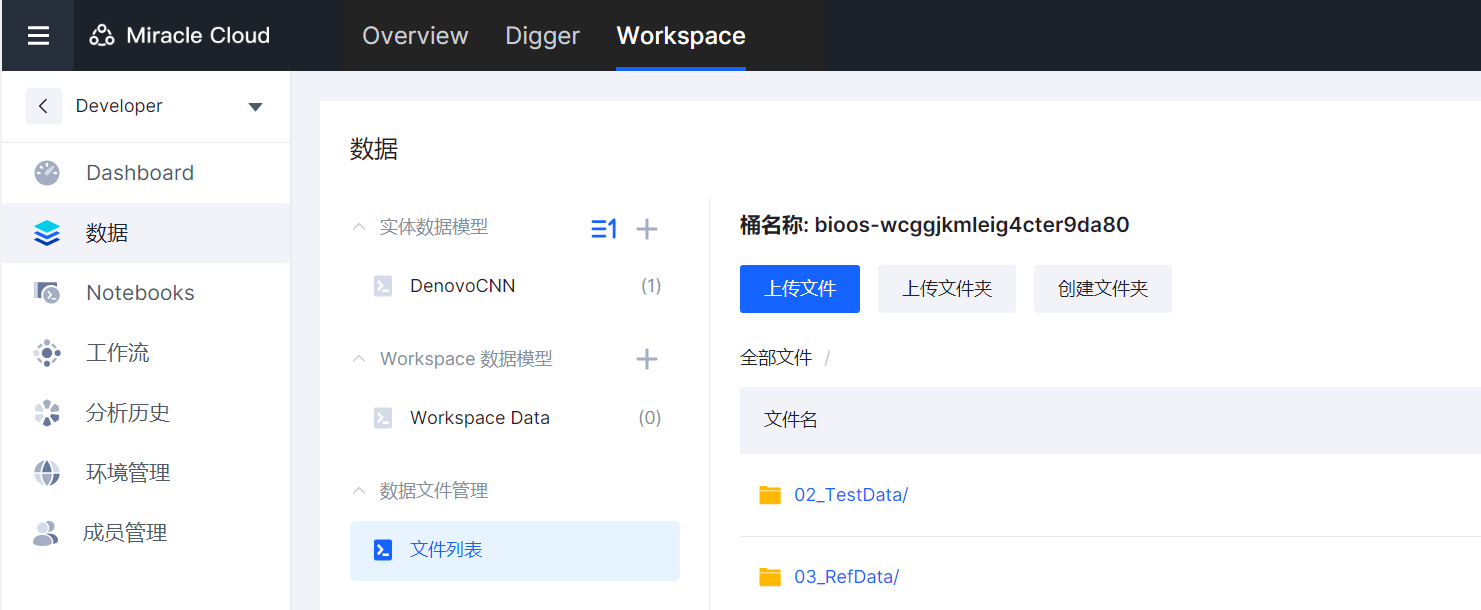 Miracle Cloud
Overview
Digger
Workspace
Developer
Dashboard
数据
Notebooks
工作流
分析历史
环境管理
成员管理
数据
实体数据模型
DenovoCNN (1)
Workspace 数据模型
Workspace Data (0)
数据文件管理
文件列表
桶名称: bioos-wcggjkmleig4cter9da80
上传文件
上传文件夹
创建文件夹
全部文件 /
文件名
02_TestData/
03_RefData/